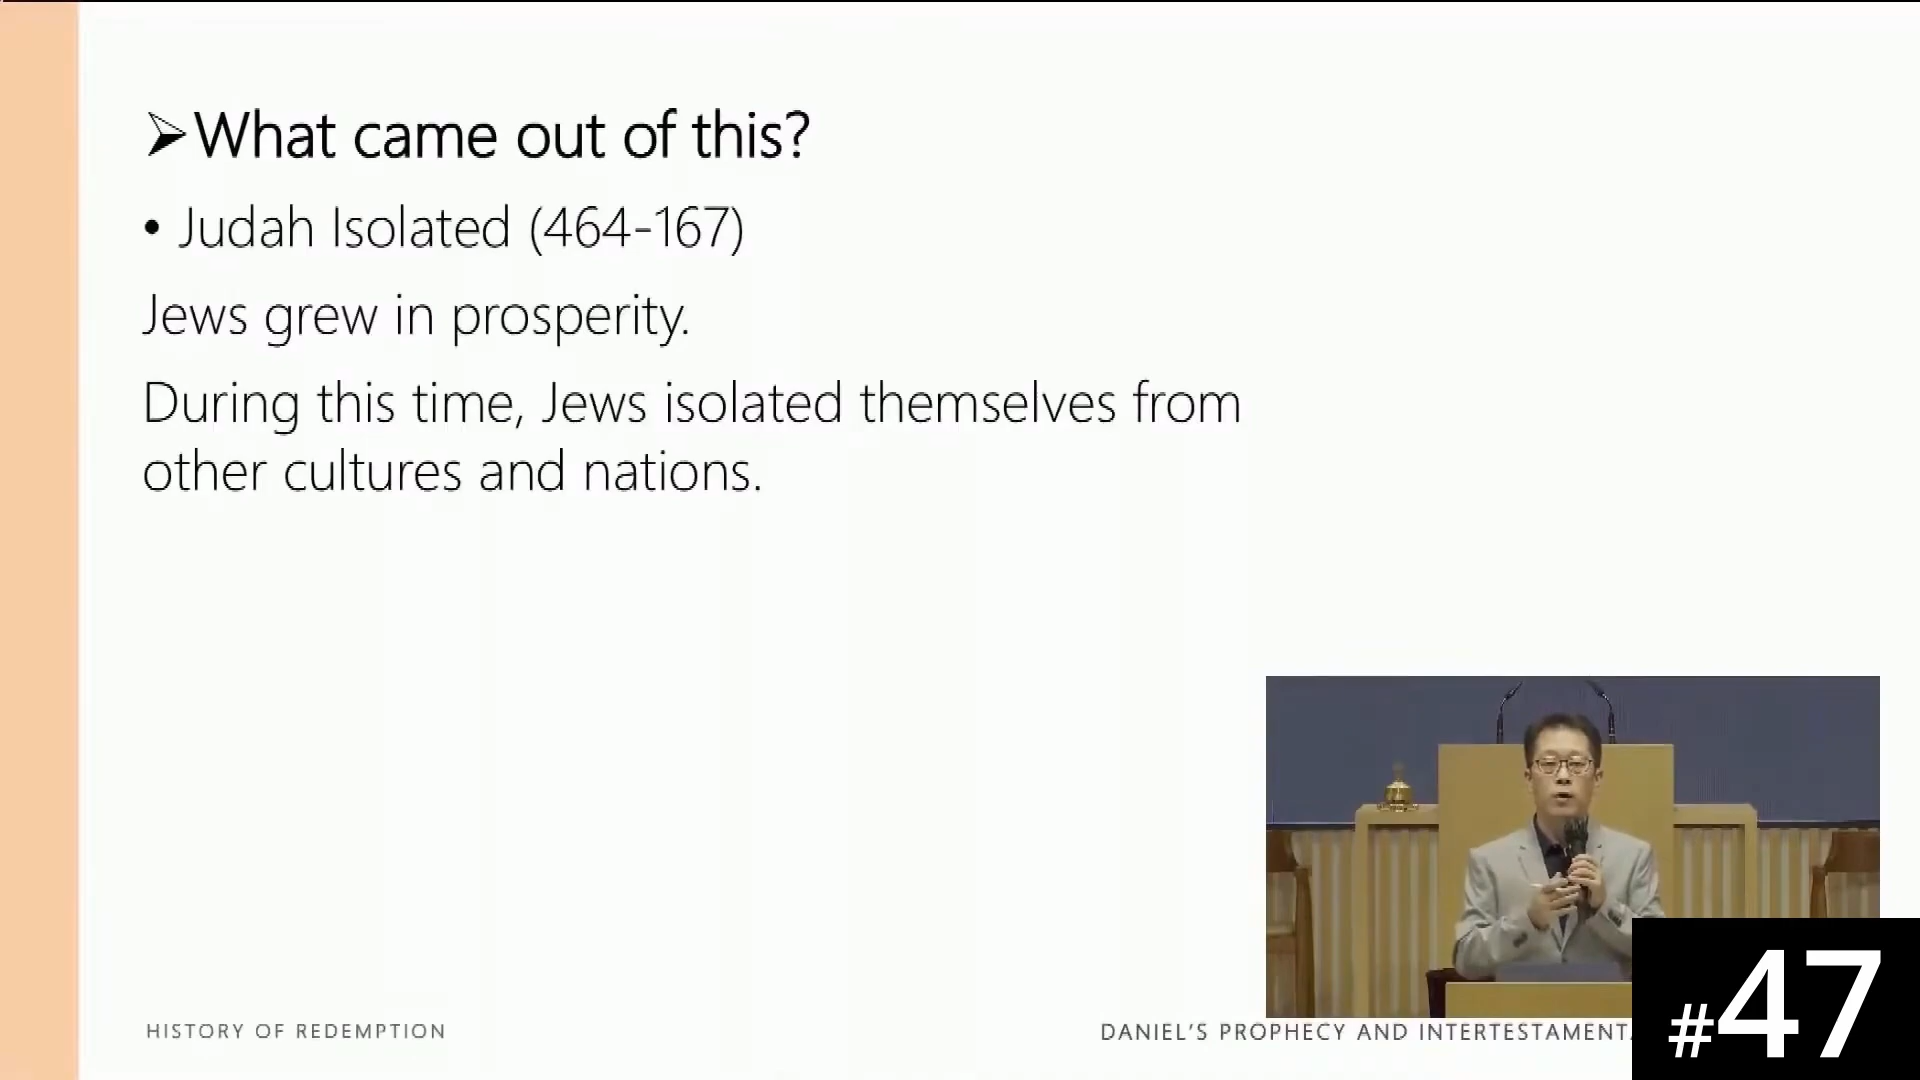 ➢What came out of this?
• Judah Isolated (464-167)
Jews grew in prosperity.
During this time, Jews isolated themselves from
other cultures and nations.
HISTORY OF REDEMPTION
DANIEL'S PROPHECY AND INTERTESTAMENT
#47